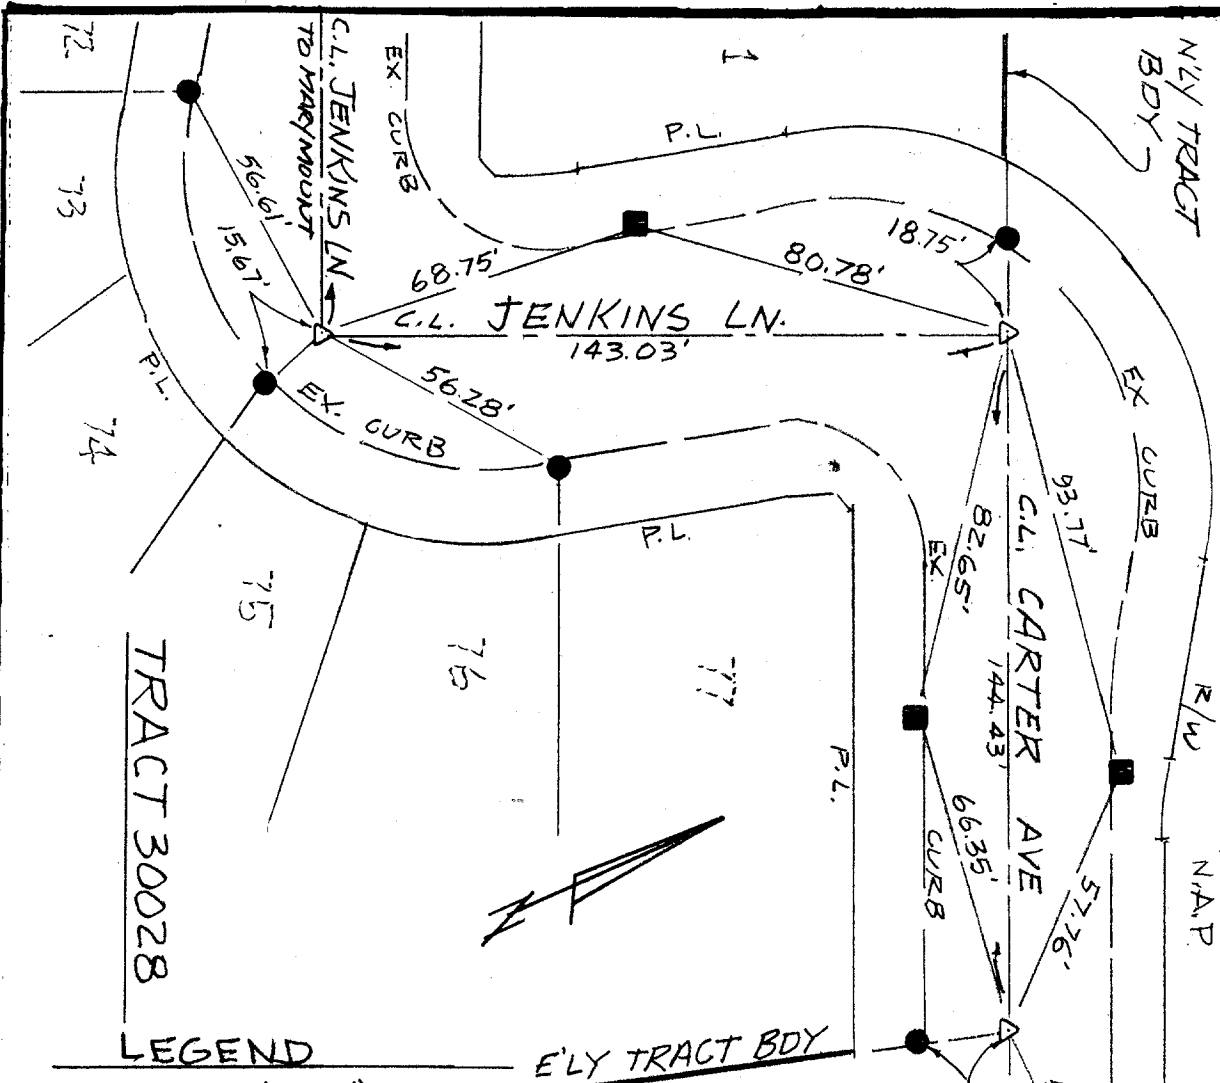 N'LY TRACT
BDY
C.L. JENKINS LN
TO MARYMOUNT
EX CURB
1
P.L.
72
73
74
75
76
77
56.61'
15.67'
68.75'
80.78'
18.75'
C.L. JENKINS LN.
143.03'
56.28'
EX. CURB
P.L.
P.L.
EX CURB
93.77'
82.65'
C.L. CARTER AVE
144.43'
EX.
CURB
66.35'
57.76'
P.L.
R/W
N.A.P.
TRACT 30028
N
LEGEND
E'LY TRACT BDY